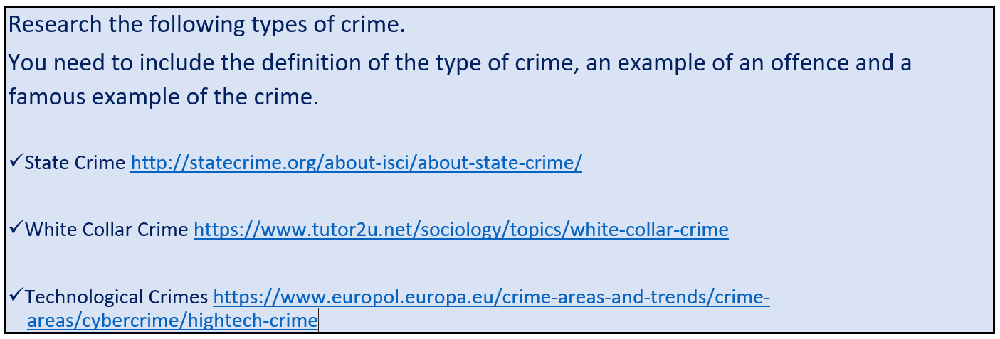 Research the following types of crime.
You need to include the definition of the type of crime, an example of an offence and a
famous example of the crime.
✓State Crime http://statecrime.org/about-isci/about-state-crime/
✓White Collar Crime https://www.tutor2u.net/sociology/topics/white-collar-crime
✓Technological Crimes https://www.europol.europa.eu/crime-areas-and-trends/crime-
areas/cybercrime/hightech-crime